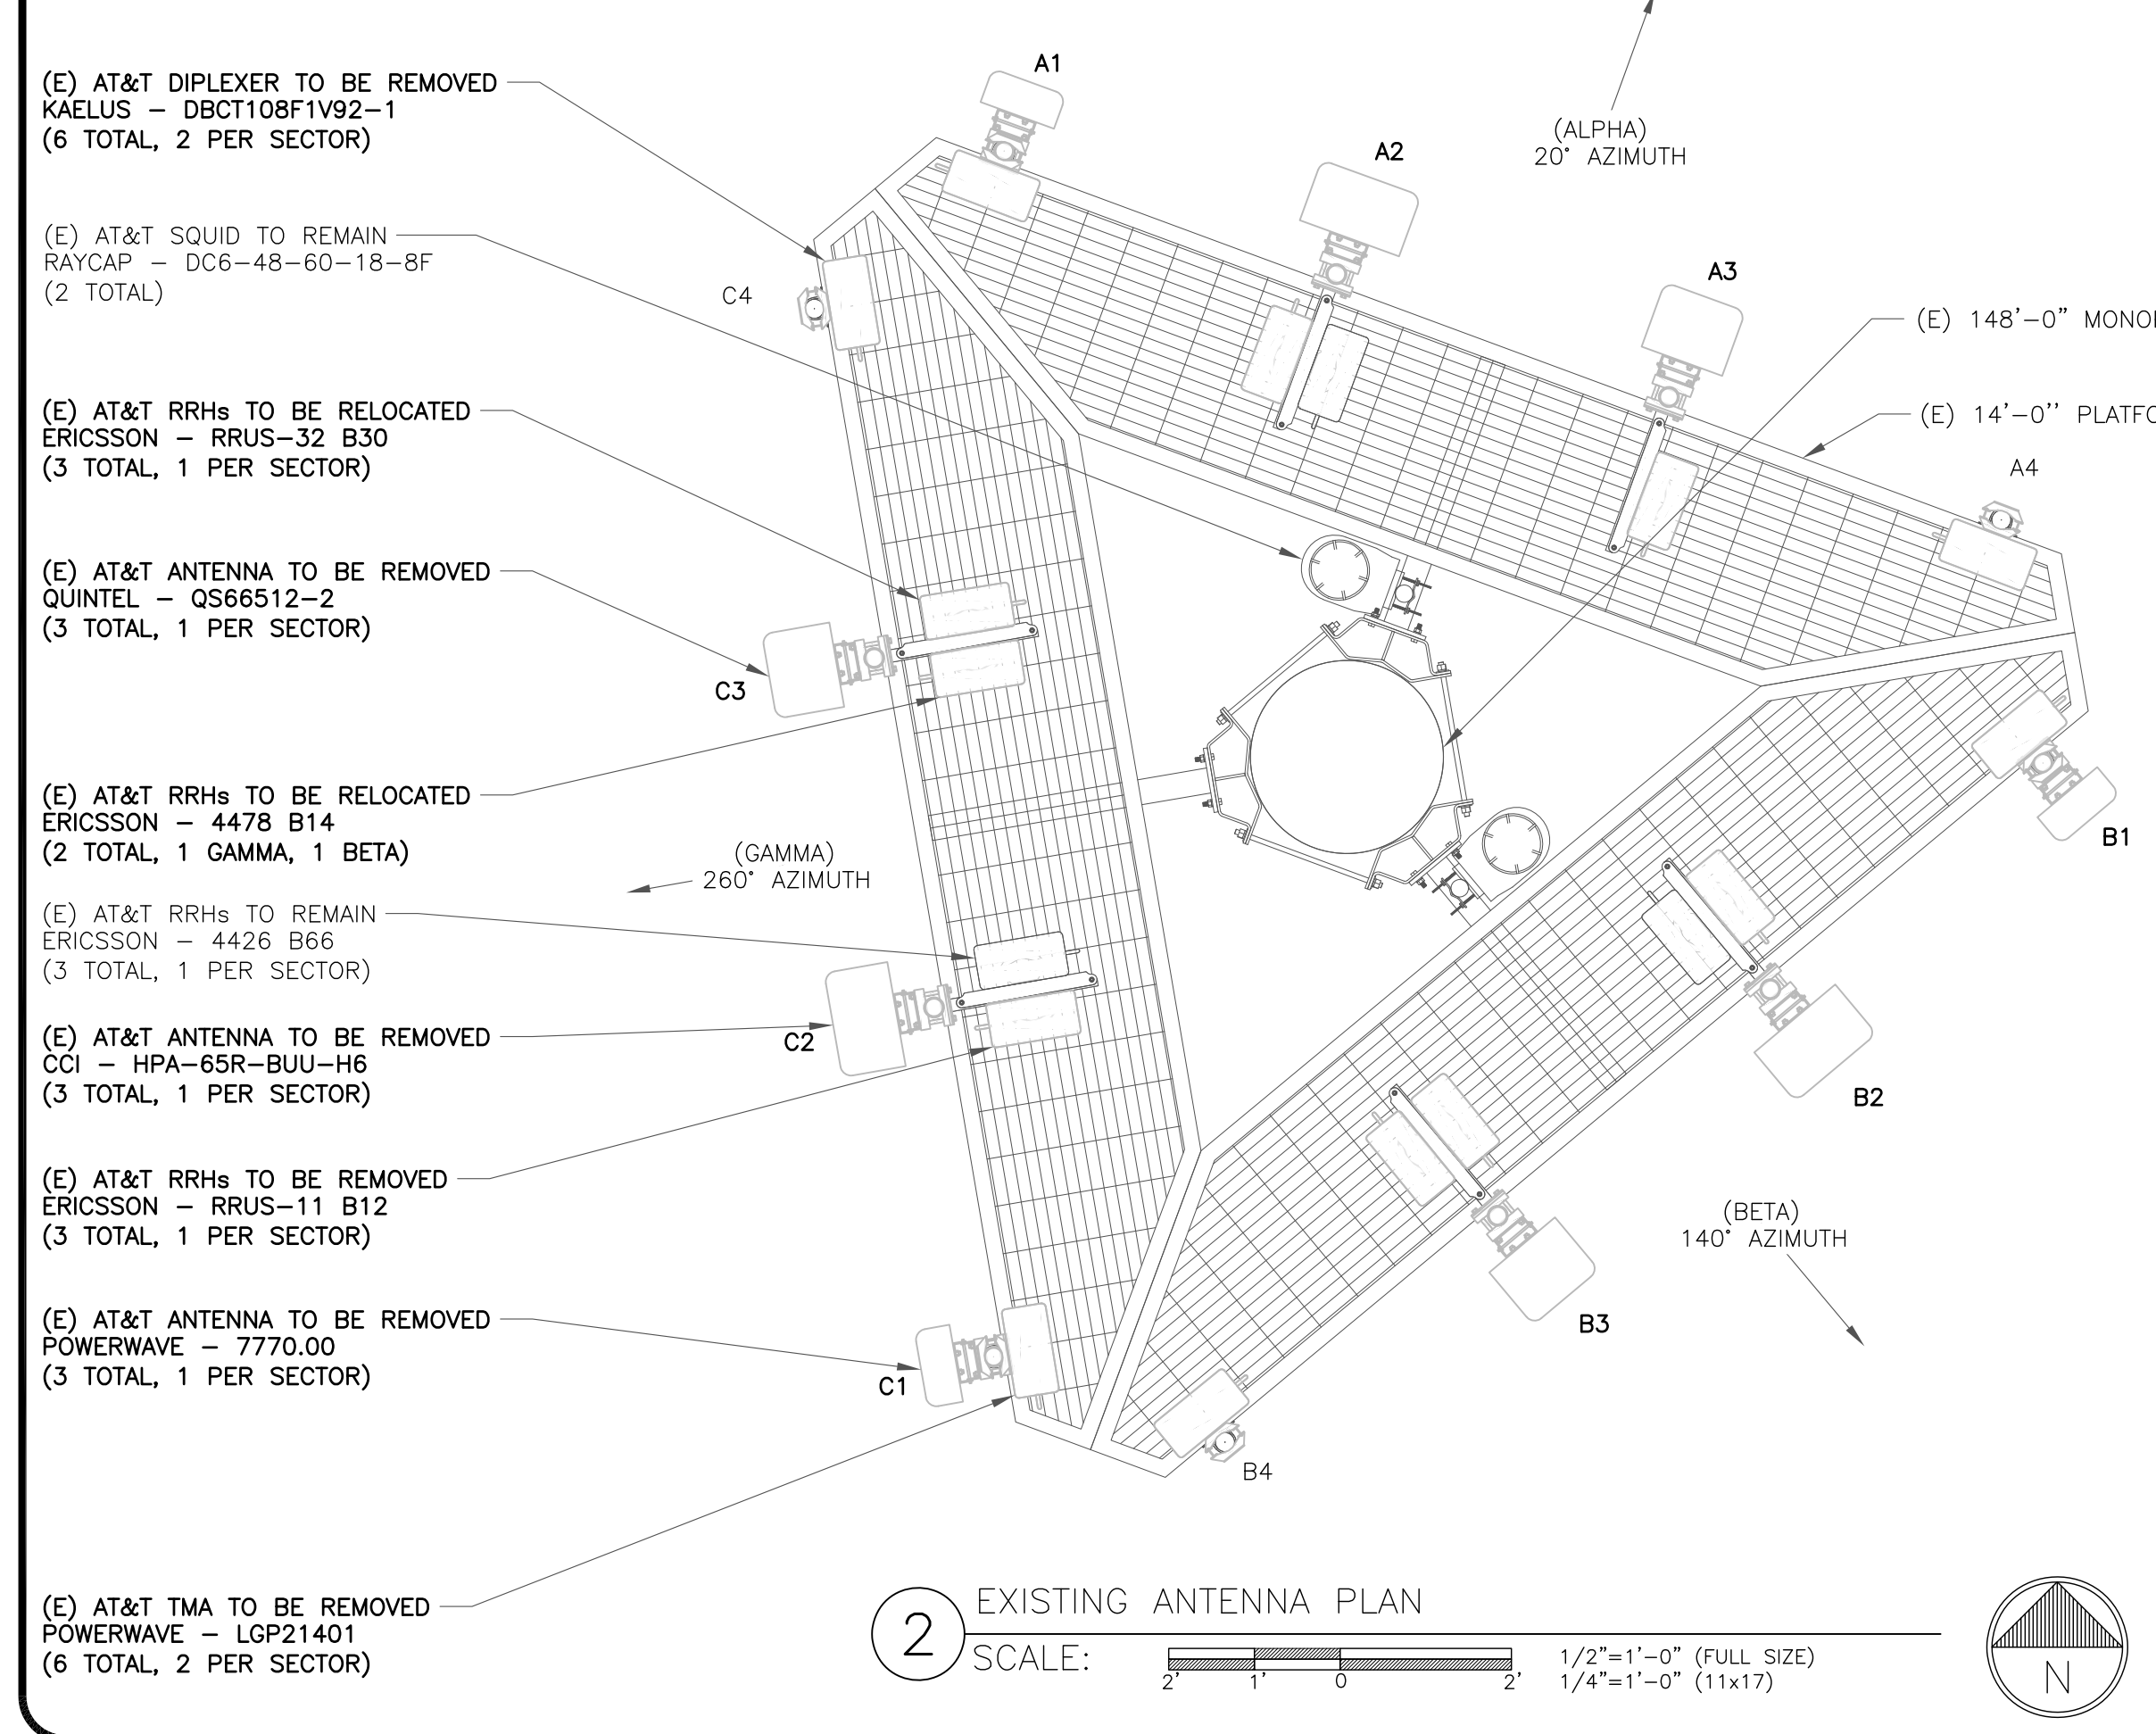 (E) AT&T DIPLEXER TO BE REMOVED
KAELUS – DBCT108F1V92–1
(6 TOTAL, 2 PER SECTOR)
(E) AT&T SQUID TO REMAIN
RAYCAP – DC6–48–60–18–8F
(2 TOTAL)
(E) AT&T RRHs TO BE RELOCATED
ERICSSON – RRUS–32 B30
(3 TOTAL, 1 PER SECTOR)
(E) AT&T ANTENNA TO BE REMOVED
QUINTEL – QS66512–2
(3 TOTAL, 1 PER SECTOR)
(E) AT&T RRHs TO BE RELOCATED
ERICSSON – 4478 B14
(2 TOTAL, 1 GAMMA, 1 BETA)
(E) AT&T RRHs TO REMAIN
ERICSSON – 4426 B66
(3 TOTAL, 1 PER SECTOR)
(E) AT&T ANTENNA TO BE REMOVED
CCI – HPA–65R–BUU–H6
(3 TOTAL, 1 PER SECTOR)
(E) AT&T RRHs TO BE REMOVED
ERICSSON – RRUS–11 B12
(3 TOTAL, 1 PER SECTOR)
(E) AT&T ANTENNA TO BE REMOVED
POWERWAVE – 7770.00
(3 TOTAL, 1 PER SECTOR)
(E) AT&T TMA TO BE REMOVED
POWERWAVE – LGP21401
(6 TOTAL, 2 PER SECTOR)
A1
A2
A3
A4
(ALPHA)
20° AZIMUTH
(E) 148'–0"
(E) 14'–0''
C4
C3
(GAMMA)
260° AZIMUTH
C2
C1
B1
B2
B3
B4
(BETA)
140° AZIMUTH
2
EXISTING ANTENNA PLAN
SCALE:
2' 1' 0 2'
1/2"=1'–0" (FULL SIZE)
1/4"=1'–0" (11x17)
N